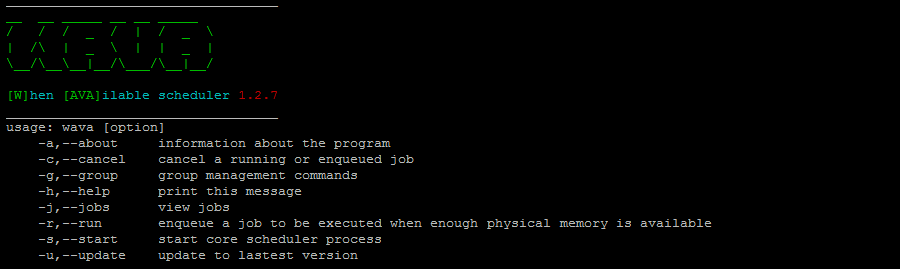 [W]hen [AVA]ilable scheduler 1.2.7
usage: wava [option]
-a,--about information about the program
-c,--cancel cancel a running or enqueued job
-g,--group group management commands
-h,--help print this message
-j,--jobs view jobs
-r,--run enqueue a job to be executed when enough physical memory is available
-s,--start start core scheduler process
-u,--update update to lastest version